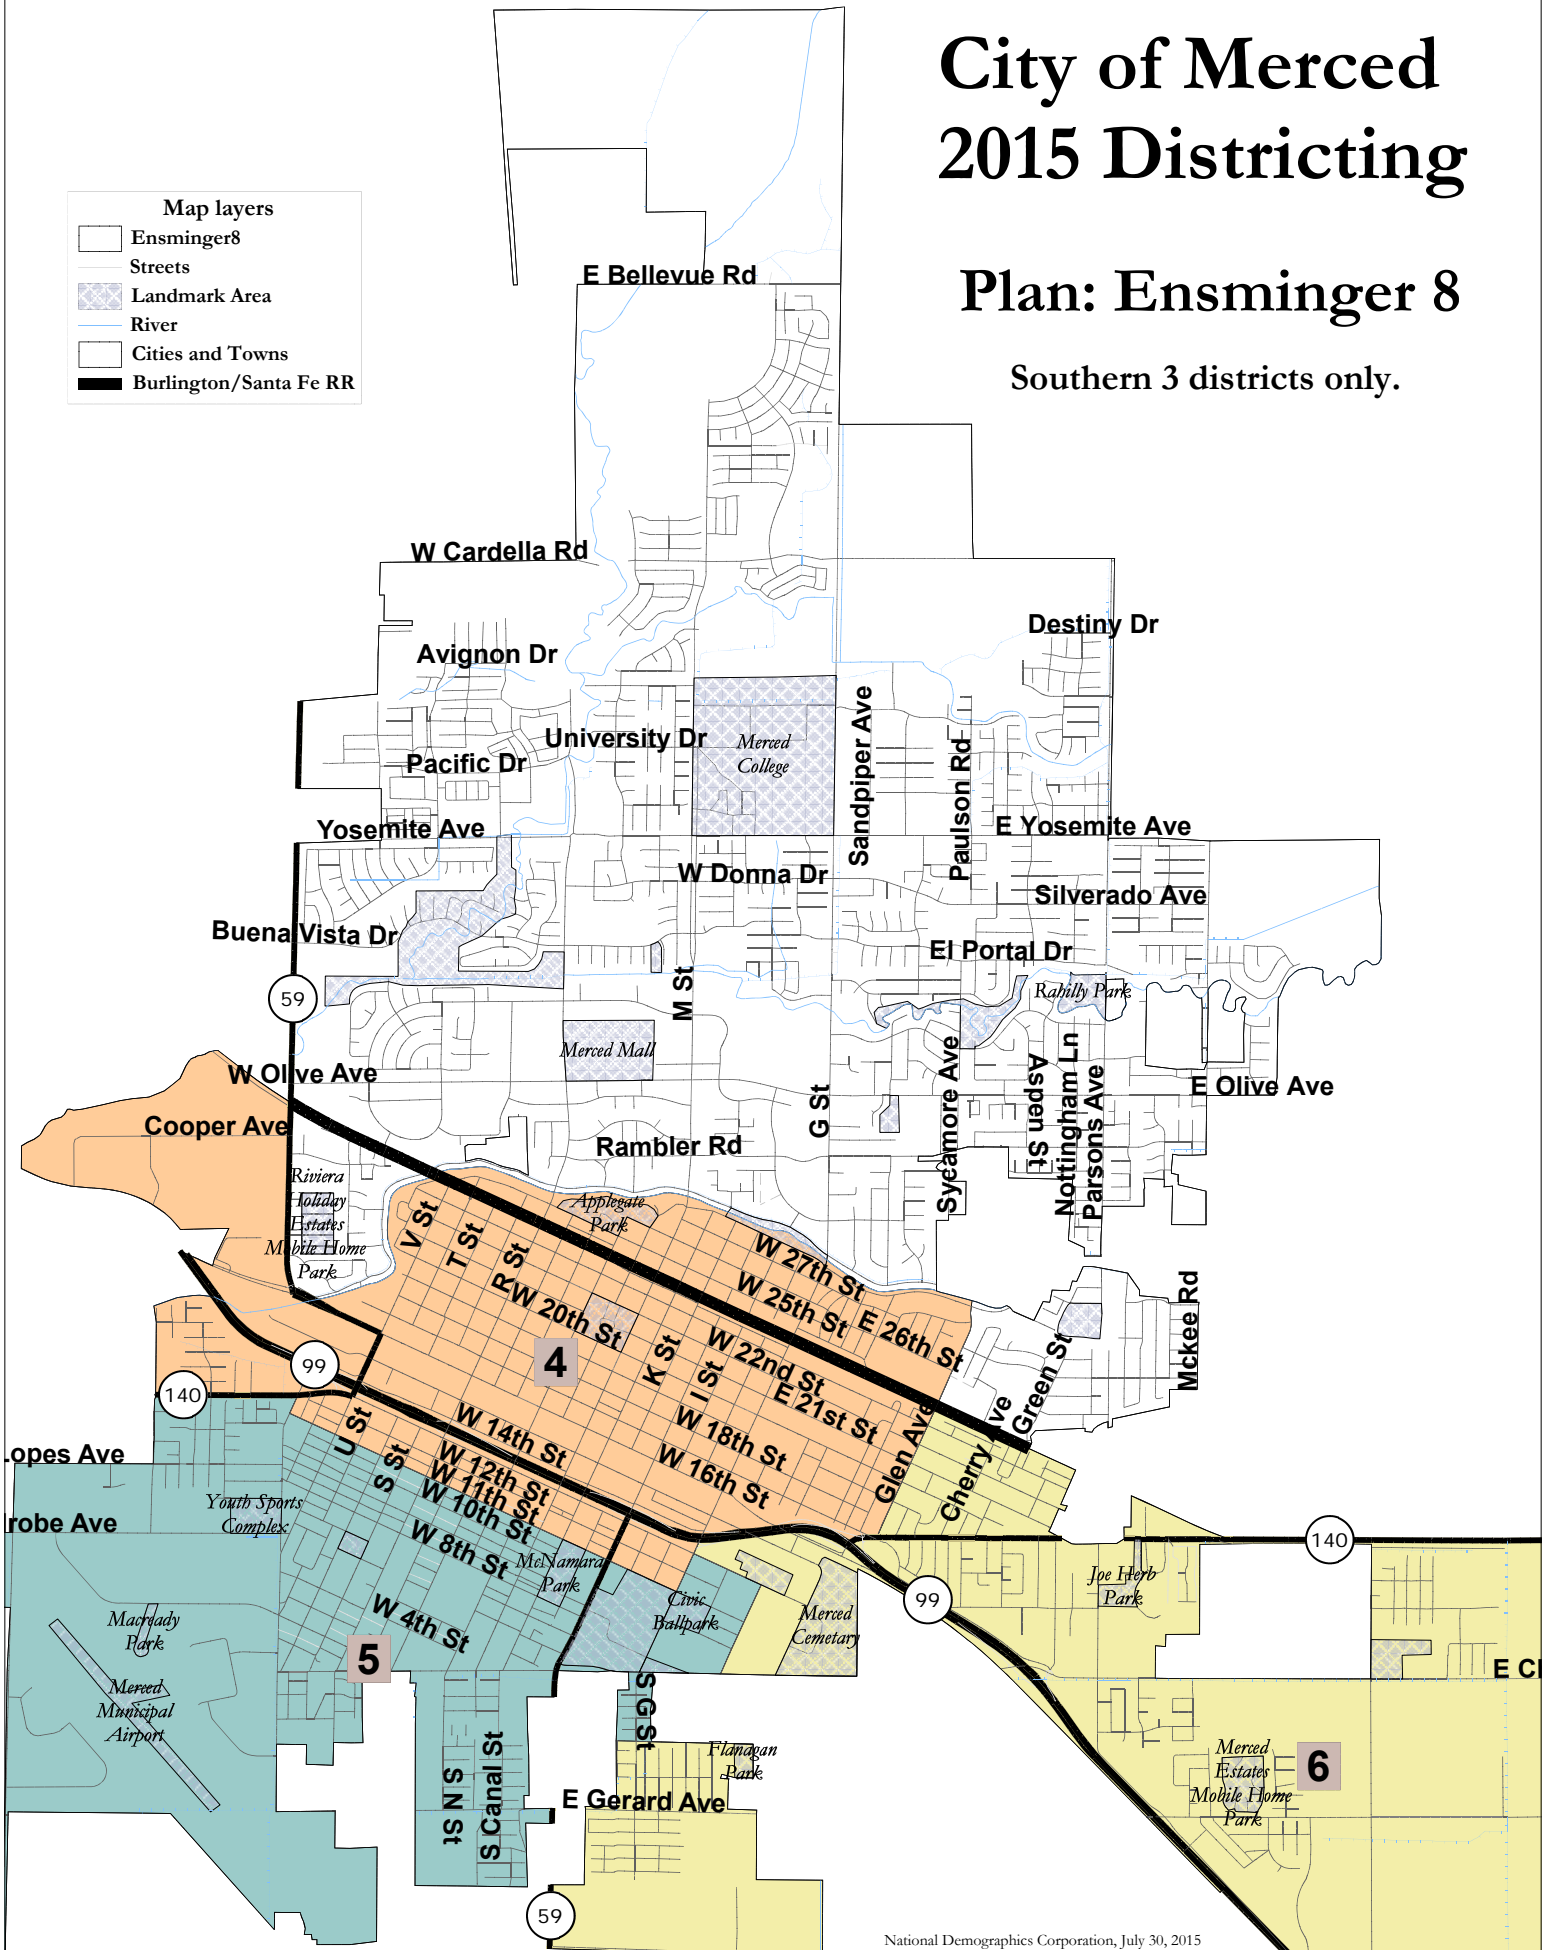 City of Merced
2015 Districting
Plan: Ensminger 8
Southern 3 districts only.
Map layers
Ensminger8
Streets
Landmark Area
River
Cities and Towns
Burlington/Santa Fe RR
E Bellevue Rd
W Cardella Rd
Destiny Dr
Avignon Dr
University Dr
Merced
College
Pacific Dr
Sandpiper Ave
Paulson Rd
Yosemite Ave
E Yosemite Ave
W Donna Dr
Silverado Ave
Buena Vista Dr
El Portal Dr
59
M St
Rahilly Park
Merced Mall
W Olive Ave
G St
Sycamore Ave
Aspen St
Nottingham Ln
Parsons Ave
E Olive Ave
Cooper Ave
Rambler Rd
Riviera
Holiday
Estates
Mobile Home
Park
Applegate
Park
V St
T St
R St
W 27th St
W 25th St
E 26th St
W 20th St
W 22nd St
E 21st St
K St
I St
4
99
140
Mckee Rd
Green St
Cherry Ave
Glen Ave
W 18th St
W 16th St
W 14th St
W 12th St
W 11th St
W 10th St
W 8th St
W 4th St
U St
S St
Lopes Ave
Youth Sports
Complex
robe Ave
McNamara
Park
Civic
Ballpark
Merced
Cemetary
99
140
Joe Herb
Park
Macready
Park
5
Merced
Municipal
Airport
S G St
E Cl
Flanagan
Park
Merced
Estates
Mobile Home
Park
6
S N St
S Canal St
E Gerard Ave
59
National Demographics Corporation, July 30, 2015